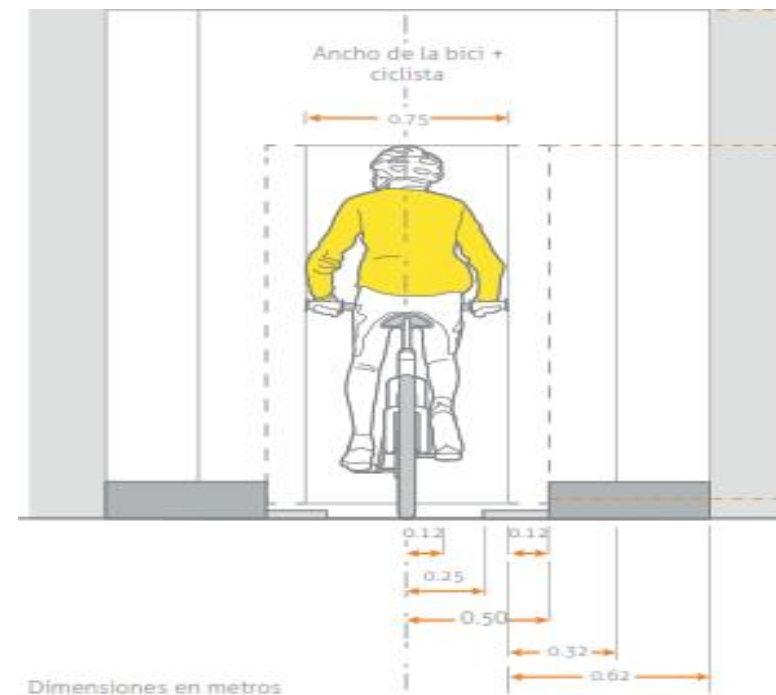 Ancho de la bici +
ciclista
0.75
0.12 0.12
0.25
0.50
0.32
0.62
Dimensiones en metros